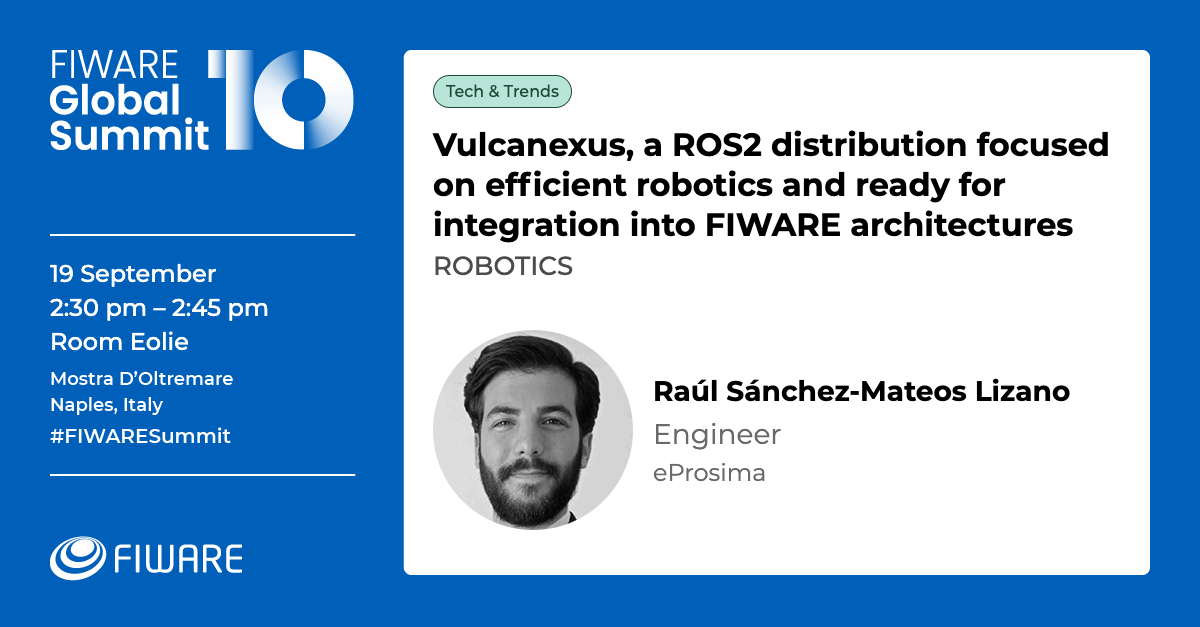 FIWARE
Global
Summit
10
19 September
2:30 pm – 2:45 pm
Room Eolie
Mostra D’Oltremare
Naples, Italy
#FIWARESummit
FIWARE
Tech & Trends
Vulcanexus, a ROS2 distribution focused
on efficient robotics and ready for
integration into FIWARE architectures
ROBOTICS
Raúl Sánchez-Mateos Lizano
Engineer
eProsima